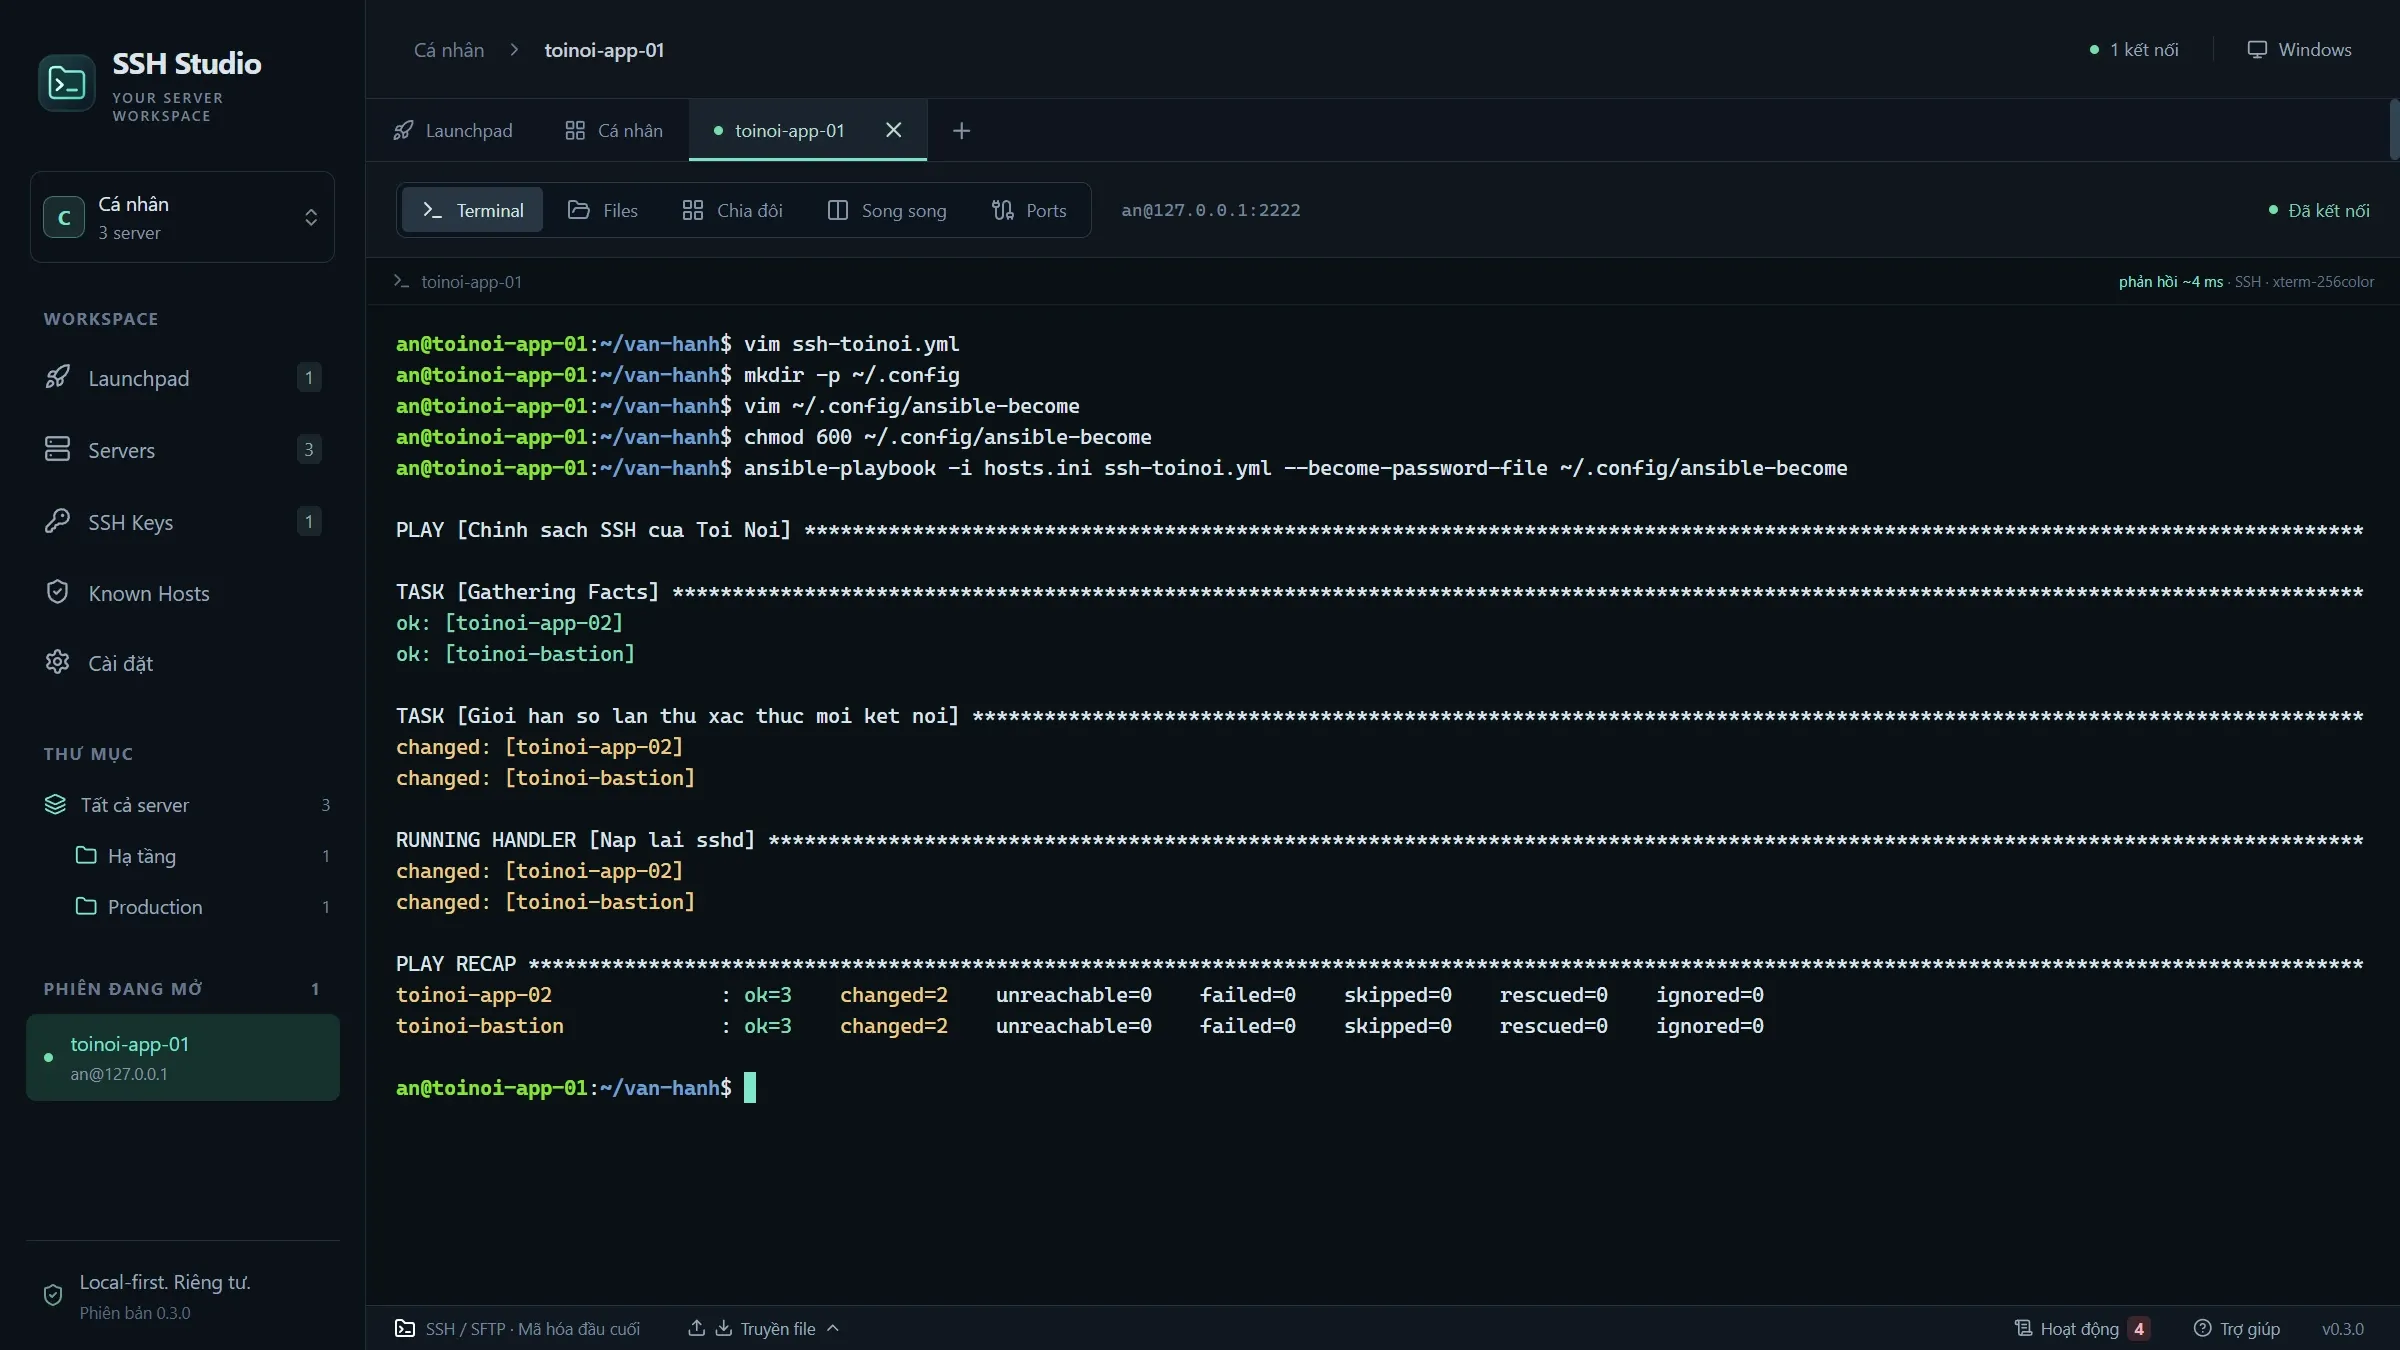 SSH Studio
YOUR SERVER
WORKSPACE
C
Cá nhân
3 server
WORKSPACE
Launchpad 1
Servers 3
SSH Keys 1
Known Hosts
Cài đặt
THƯ MỤC
Tất cả server 3
Hạ tầng 1
Production 1
PHIÊN ĐANG MỞ 1
toinoi-app-01
an@127.0.0.1
Local-first. Riêng tư.
Phiên bản 0.3.0
Cá nhân > toinoi-app-01
1 kết nối
Windows
Launchpad
Cá nhân
toinoi-app-01
Terminal
Files
Chia đôi
Song song
Ports
an@127.0.0.1:2222
Đã kết nối
toinoi-app-01
phản hồi ~4 ms · SSH · xterm-256color
an@toinoi-app-01:~/van-hanh$ vim ssh-toinoi.yml
an@toinoi-app-01:~/van-hanh$ mkdir -p ~/.config
an@toinoi-app-01:~/van-hanh$ vim ~/.config/ansible-become
an@toinoi-app-01:~/van-hanh$ chmod 600 ~/.config/ansible-become
an@toinoi-app-01:~/van-hanh$ ansible-playbook -i hosts.ini ssh-toinoi.yml --become-password-file ~/.config/ansible-become
PLAY [Chinh sach SSH cua Toi Noi] **********************************************************************************************************************************
TASK [Gathering Facts] *********************************************************************************************************************************************
ok: [toinoi-app-02]
ok: [toinoi-bastion]
TASK [Gioi han so lan thu xac thuc moi ket noi] ********************************************************************************************************************
changed: [toinoi-app-02]
changed: [toinoi-bastion]
RUNNING HANDLER [Nap lai sshd] *************************************************************************************************************************************
changed: [toinoi-app-02]
changed: [toinoi-bastion]
PLAY RECAP *********************************************************************************************************************************************************
toinoi-app-02 : ok=3 changed=2 unreachable=0 failed=0 skipped=0 rescued=0 ignored=0
toinoi-bastion : ok=3 changed=2 unreachable=0 failed=0 skipped=0 rescued=0 ignored=0
an@toinoi-app-01:~/van-hanh$
SSH / SFTP · Mã hóa đầu cuối
Truyền file
Hoạt động 4
Trợ giúp
v0.3.0